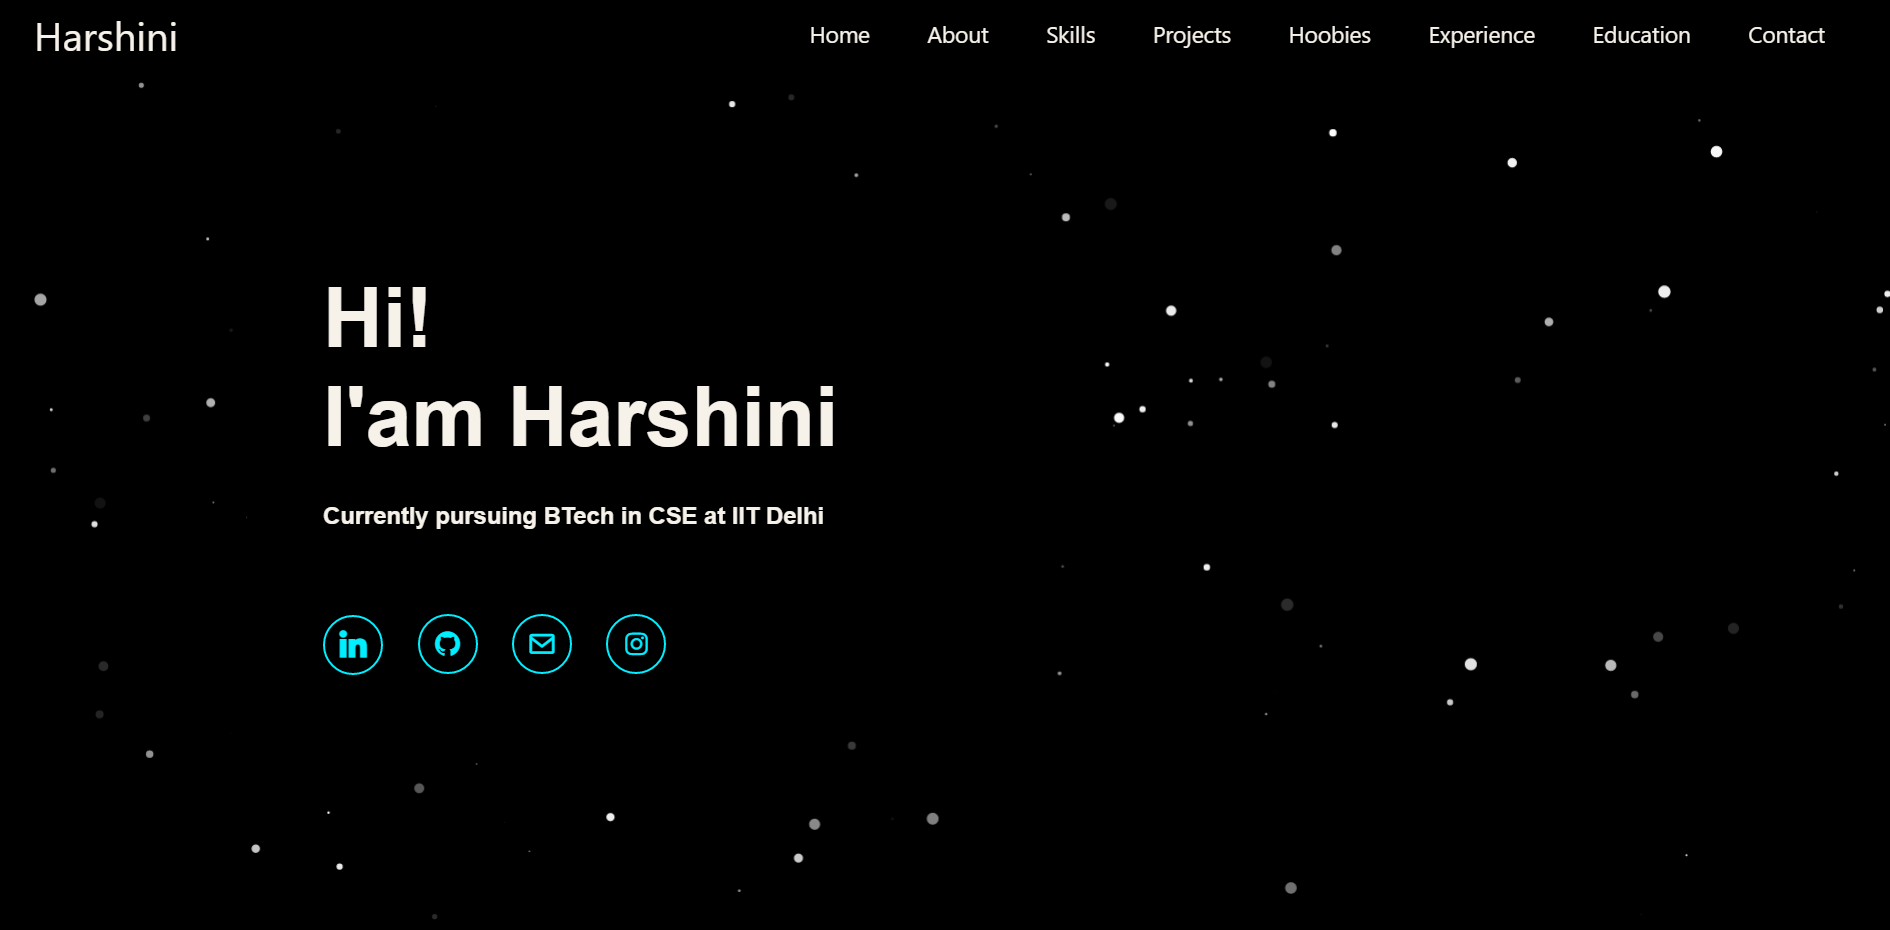 Harshini
Home About Skills Projects Hoobies Experience Education Contact
Hi!
I'am Harshini
Currently pursuing BTech in CSE at IIT Delhi
in